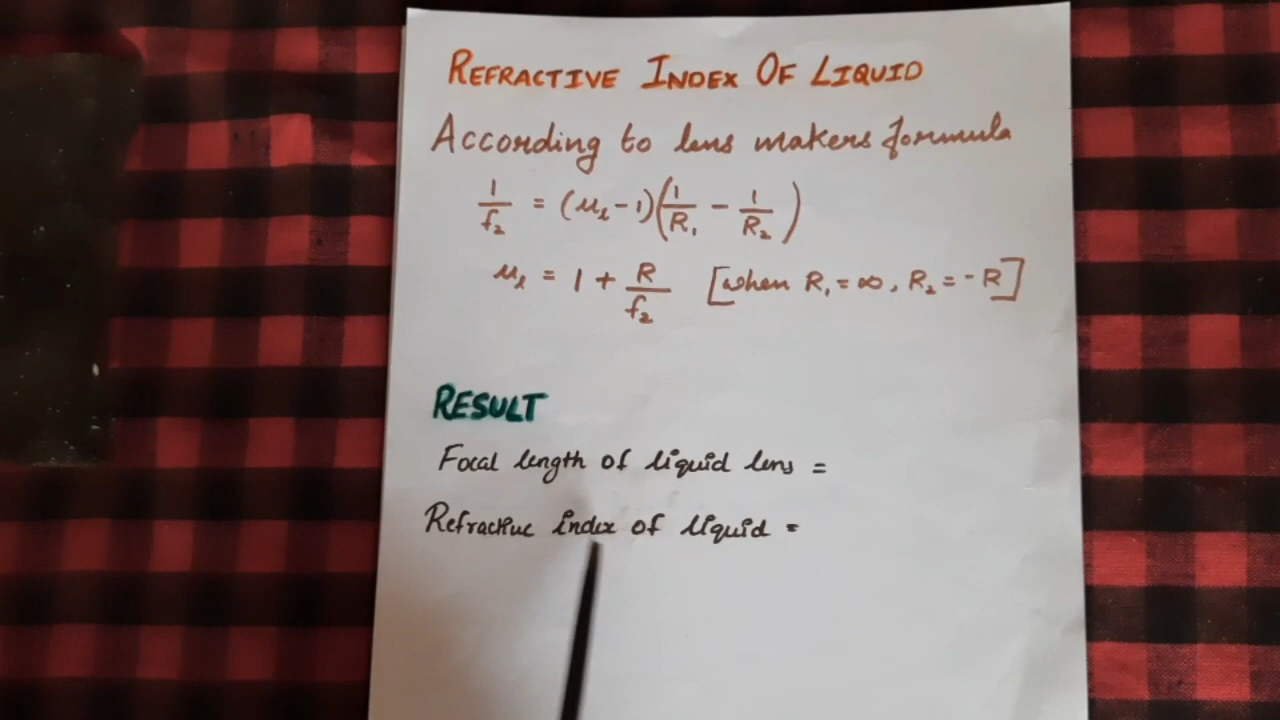 REFRACTIVE INDEX OF LIQUID
According to lens makers formula
1/f₂ = (μₗ - 1)(1/R₁ - 1/R₂)
μₗ = 1 + R/f₂ [when R₁ = ∞, R₂ = - R]
RESULT
Focal length of liquid lens =
Refractive index of liquid =